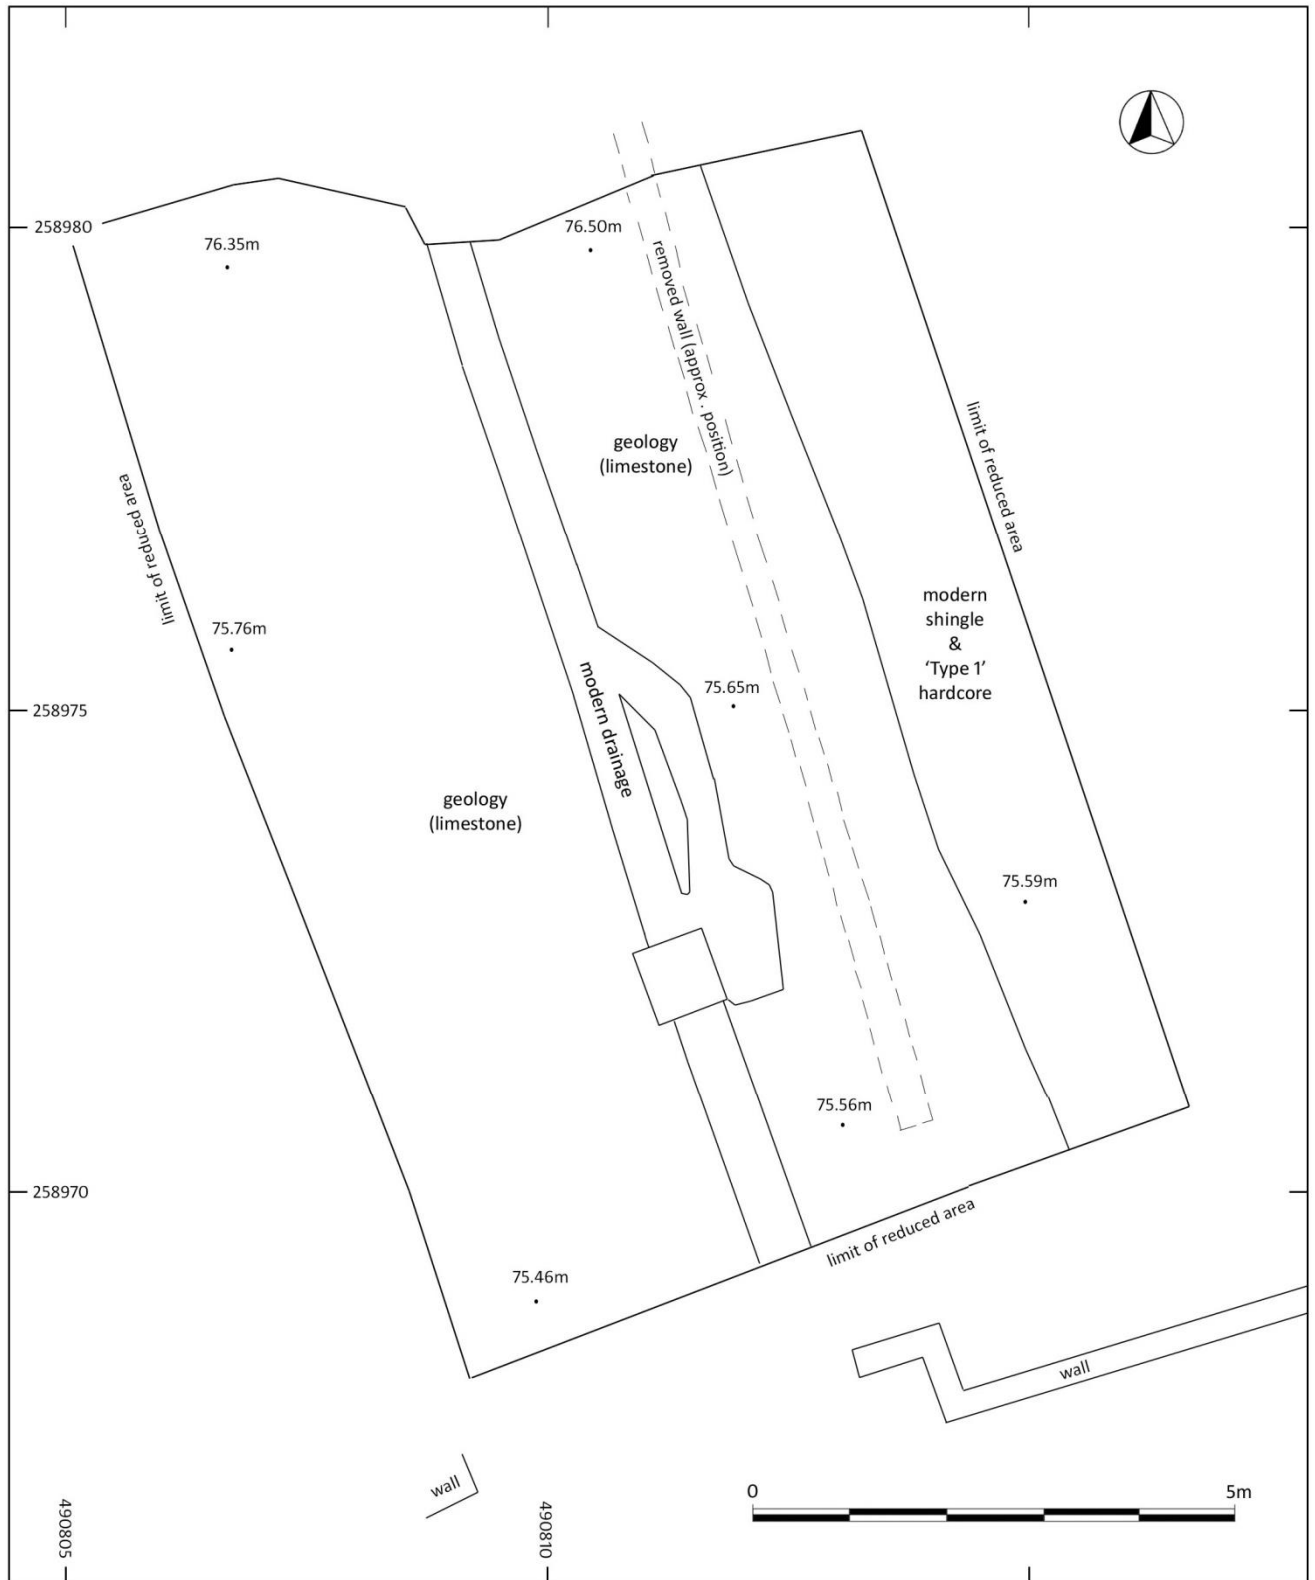 258980
76.35m
76.50m
removed wall (approx . position)
geology
(limestone)
limit of reduced area
limit of reduced area
modern
shingle
&
‘Type 1’
hardcore
75.76m
modern drainage
75.65m
258975
geology
(limestone)
75.59m
75.56m
258970
limit of reduced area
75.46m
wall
wall
0 5m
490805
490810